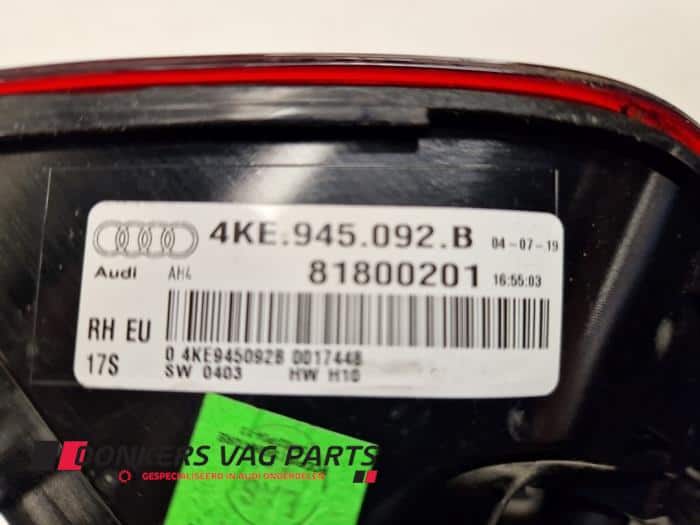 4KE.945.092.B 04-07-19
Audi AH4 81800201 16:55:03
RH EU
17S
0 4KE945092B 0017448
SW 0403 HW H10
DONKERS VAG PARTS
GESPECIALISEERD IN AUDI ONDERDELEN